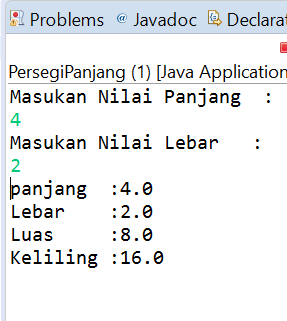 Problems @ Javadoc Declarat
PersegiPanjang (1) [Java Application
Masukan Nilai Panjang  :
4
Masukan Nilai Lebar   :
2
panjang  :4.0
Lebar    :2.0
Luas     :8.0
Keliling :16.0